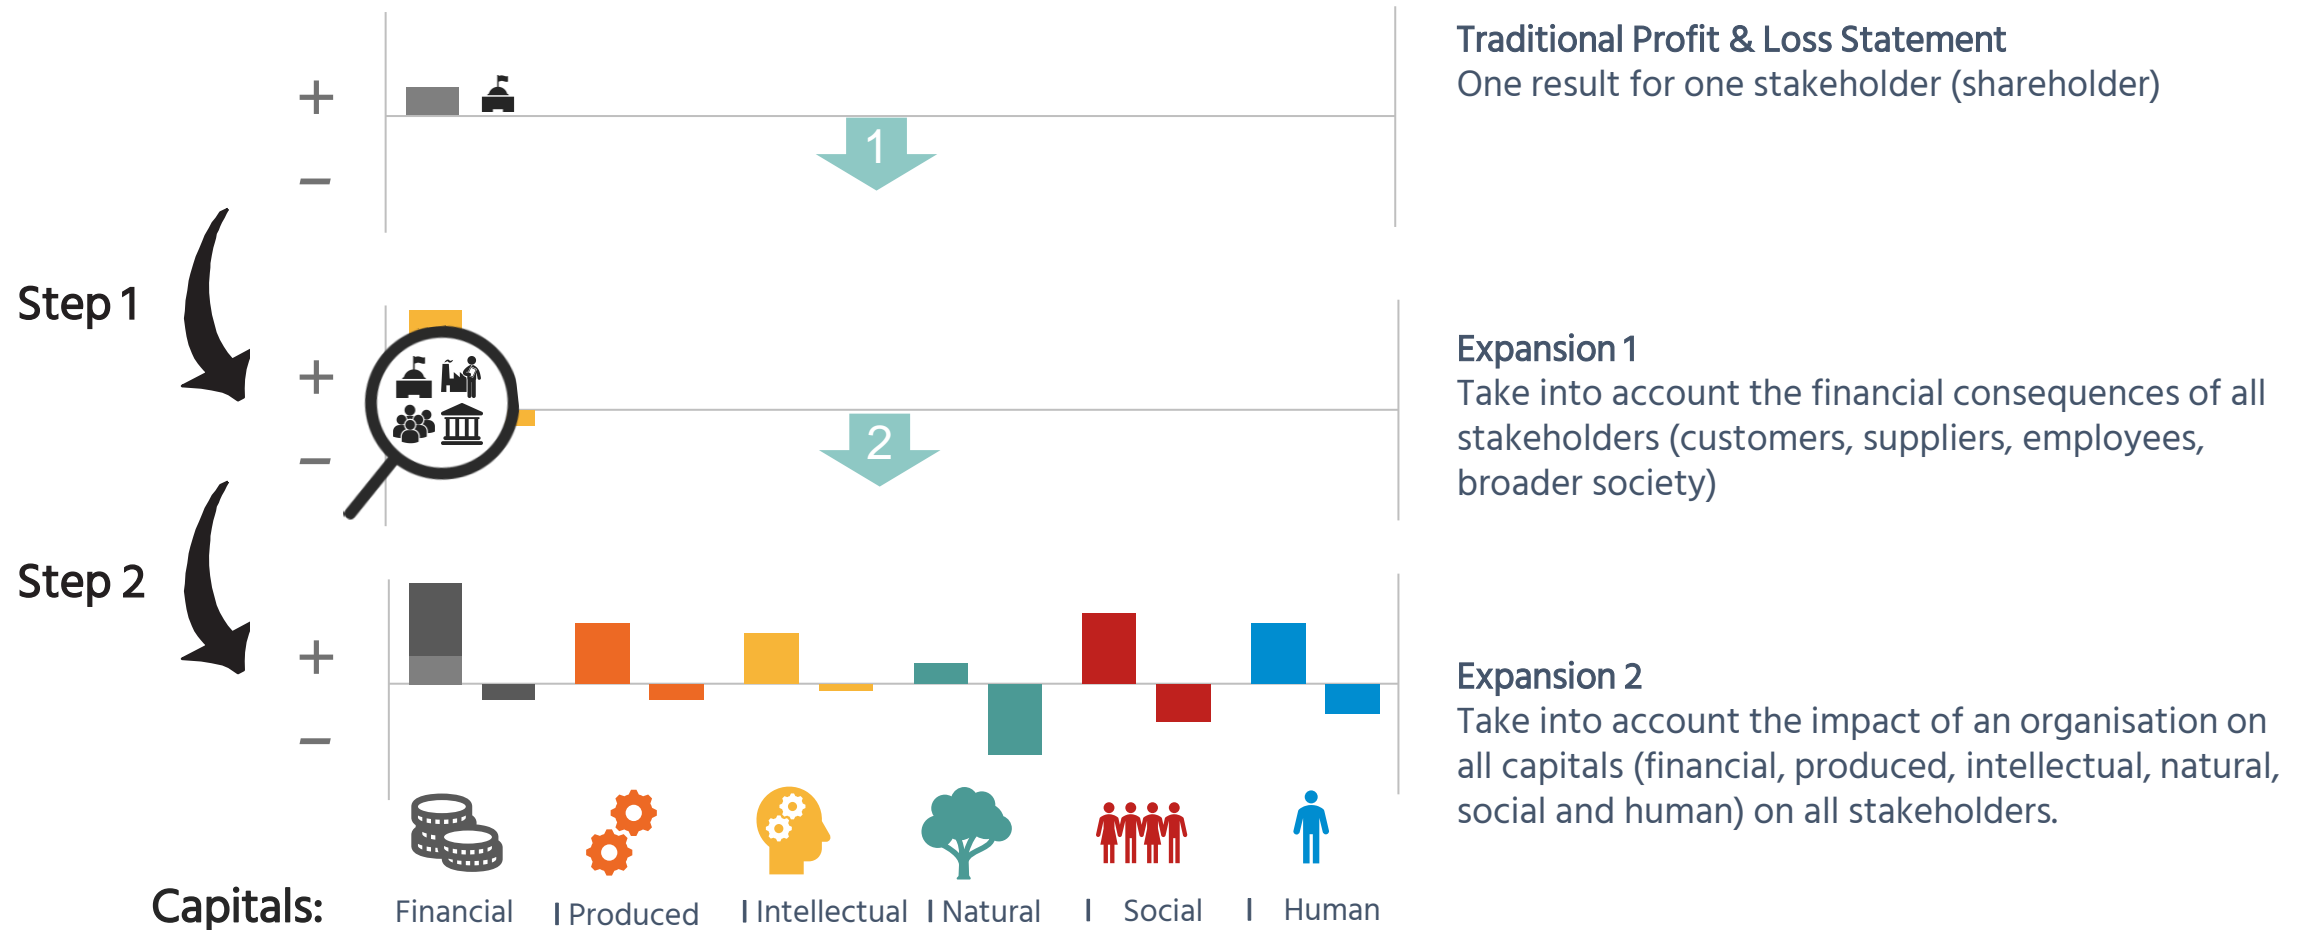 Traditional Profit & Loss Statement
One result for one stakeholder (shareholder)
+
1
–
Step 1
Expansion 1
Take into account the financial consequences of all
stakeholders (customers, suppliers, employees,
broader society)
+
2
–
Step 2
+
–
Expansion 2
Take into account the impact of an organisation on
all capitals (financial, produced, intellectual, natural,
social and human) on all stakeholders.
Capitals: Financial | Produced | Intellectual | Natural | Social | Human